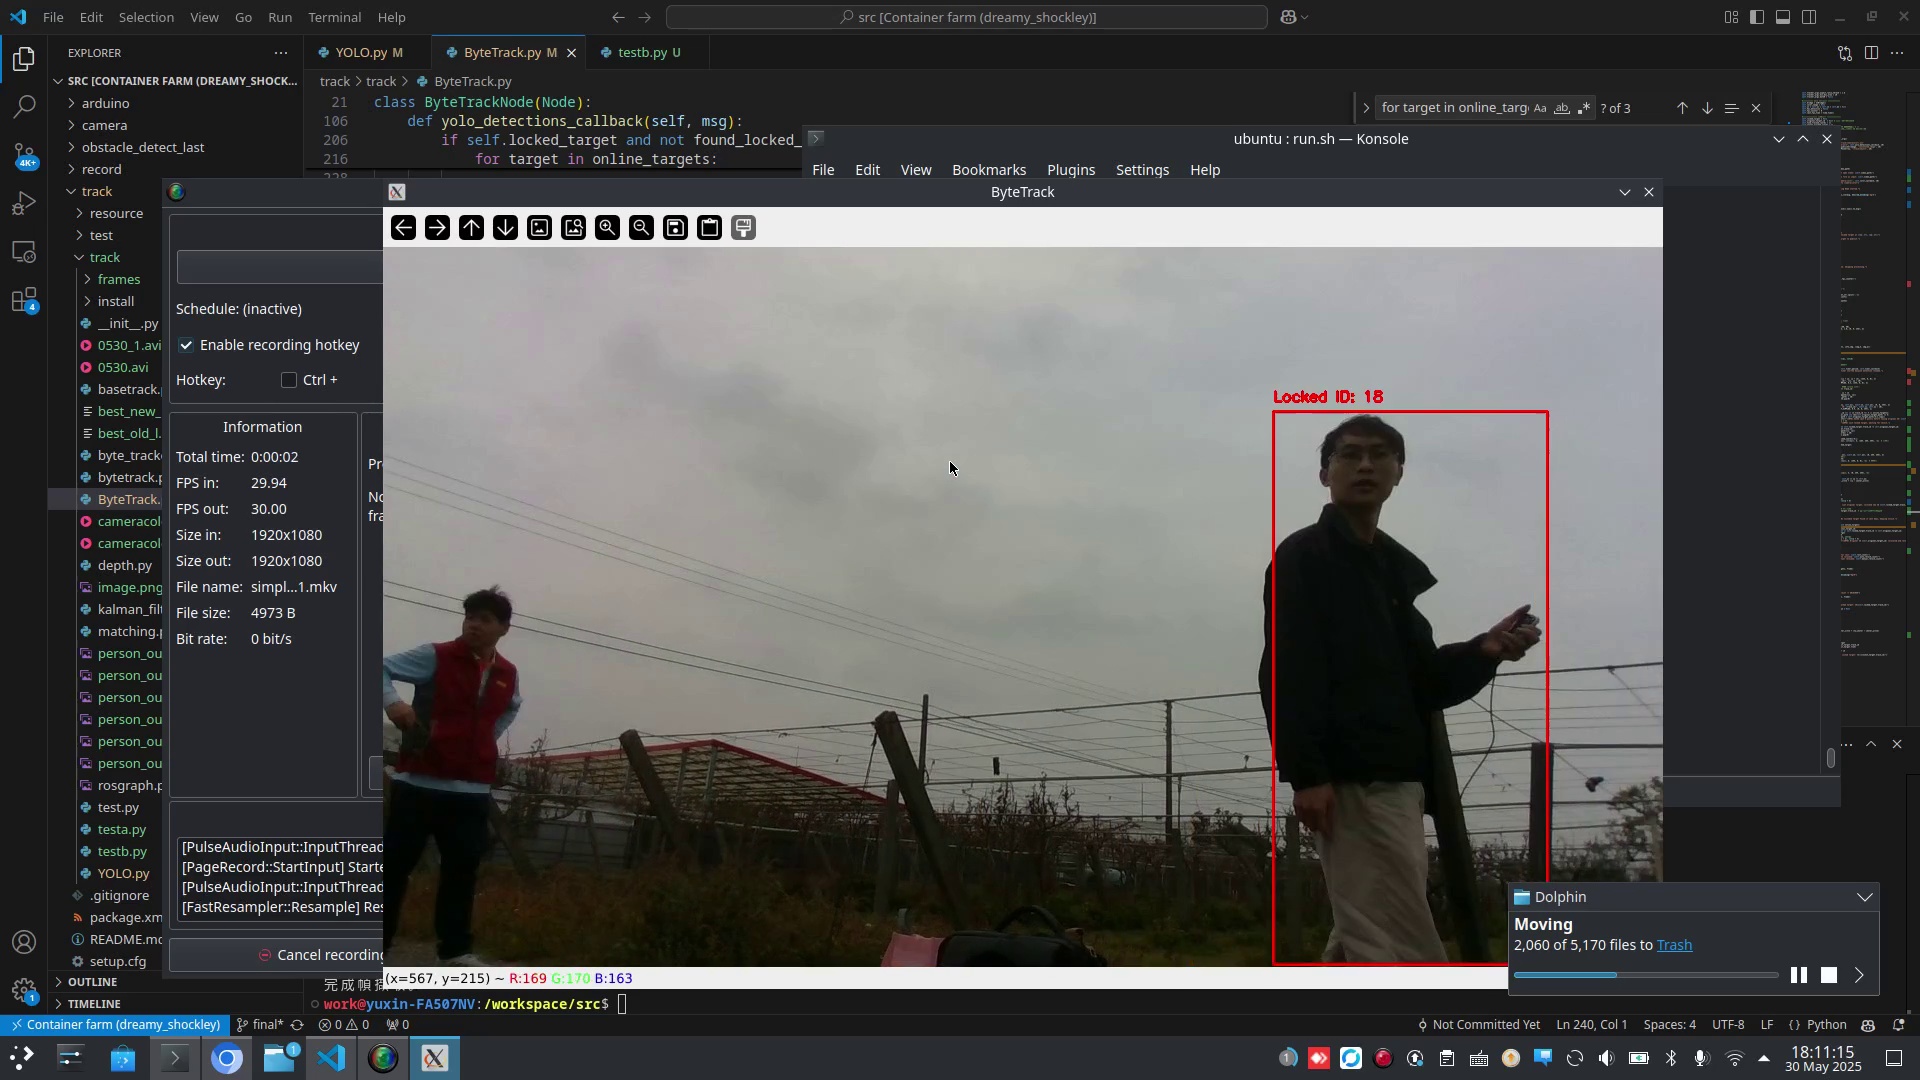 File Edit Selection View Go Run Terminal Help
src [Container farm (dreamy_shockley)]
EXPLORER
YOLO.py M
ByteTrack.py M
testb.py U
SRC [CONTAINER FARM (DREAMY_SHOCK...
track > track > ByteTrack.py
arduino
camera
obstacle_detect_last
record
track
resource
test
track
frames
install
__init__.py
0530_1.avi
0530.avi
basetrack.
best_new_
best_old_l.
byte_track
bytetrack.p
ByteTrack.
cameracol
cameracol
depth.py
image.png
kalman_filt
matching.p
person_ou
person_ou
person_ou
person_ou
person_ou
person_ou
rosgraph.p
test.py
testa.py
testb.py
YOLO.py
.gitignore
package.xm
README.md
setup.cfg
OUTLINE
TIMELINE
4K+
4
1
21 class ByteTrackNode(Node):
106 def yolo_detections_callback(self, msg):
206 if self.locked_target and not found_locked_
216 for target in online_targets:
for target in online_targ
Aa ab
? of 3
ubuntu : run.sh — Konsole
File Edit View Bookmarks Plugins Settings Help
ByteTrack
Schedule: (inactive)
Enable recording hotkey
Hotkey: Ctrl +
Information
Total time: 0:00:02
FPS in: 29.94
FPS out: 30.00
Size in: 1920x1080
Size out: 1920x1080
File name: simpl...1.mkv
File size: 4973 B
Bit rate: 0 bit/s
Pr
No
fra
[PulseAudioInput::InputThread
[PageRecord::StartInput] Starte
[PulseAudioInput::InputThread
[FastResampler::Resample] Res
Cancel recording
Locked ID: 18
(x=567, y=215) ~ R:169 G:170 B:163
work@yuxin-FA507NV:/workspace/src$
Dolphin
Moving
2,060 of 5,170 files to Trash
Container farm (dreamy_shockley)
final*
0 0
0
Not Committed Yet
Ln 240, Col 1
Spaces: 4
UTF-8
LF
{} Python
1
1
18:11:15
30 May 2025